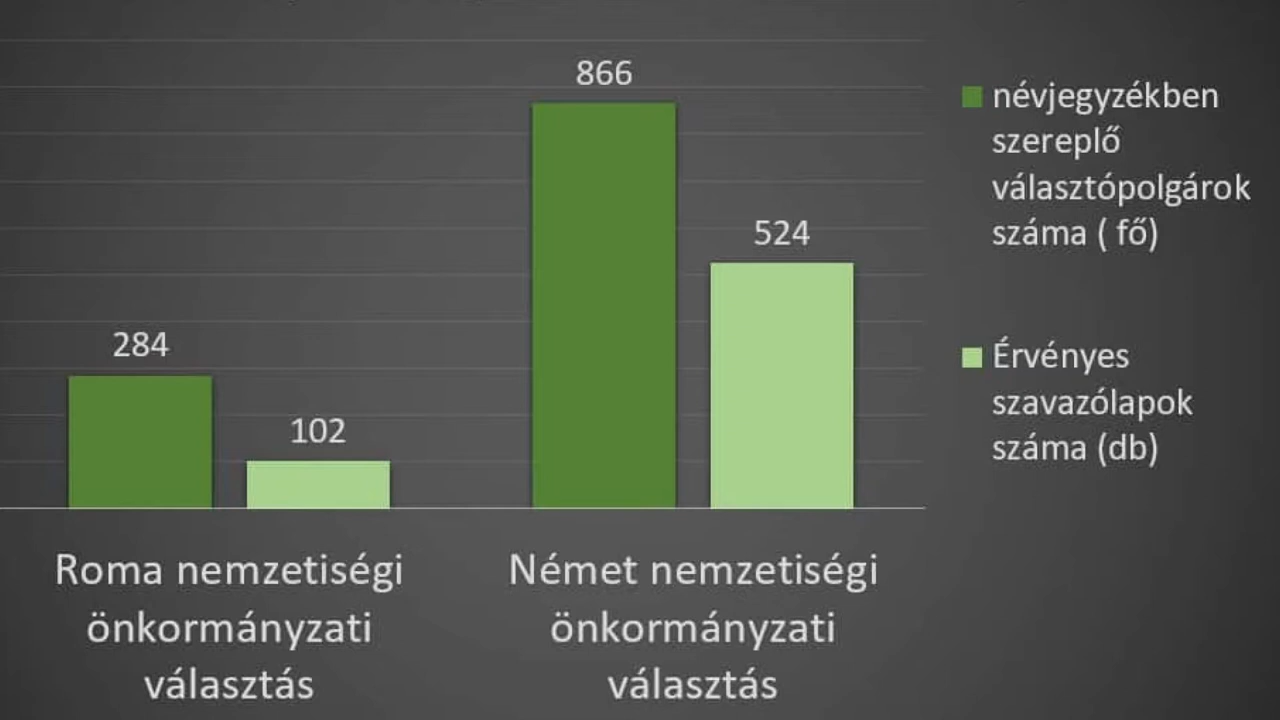 866
524
284
102
névjegyzékben
szereplő
választópolgárok
száma ( fő)
Érvényes
szavazólapok
száma (db)
Roma nemzetiségi
önkormányzati
választás
Német nemzetiségi
önkormányzati
választás